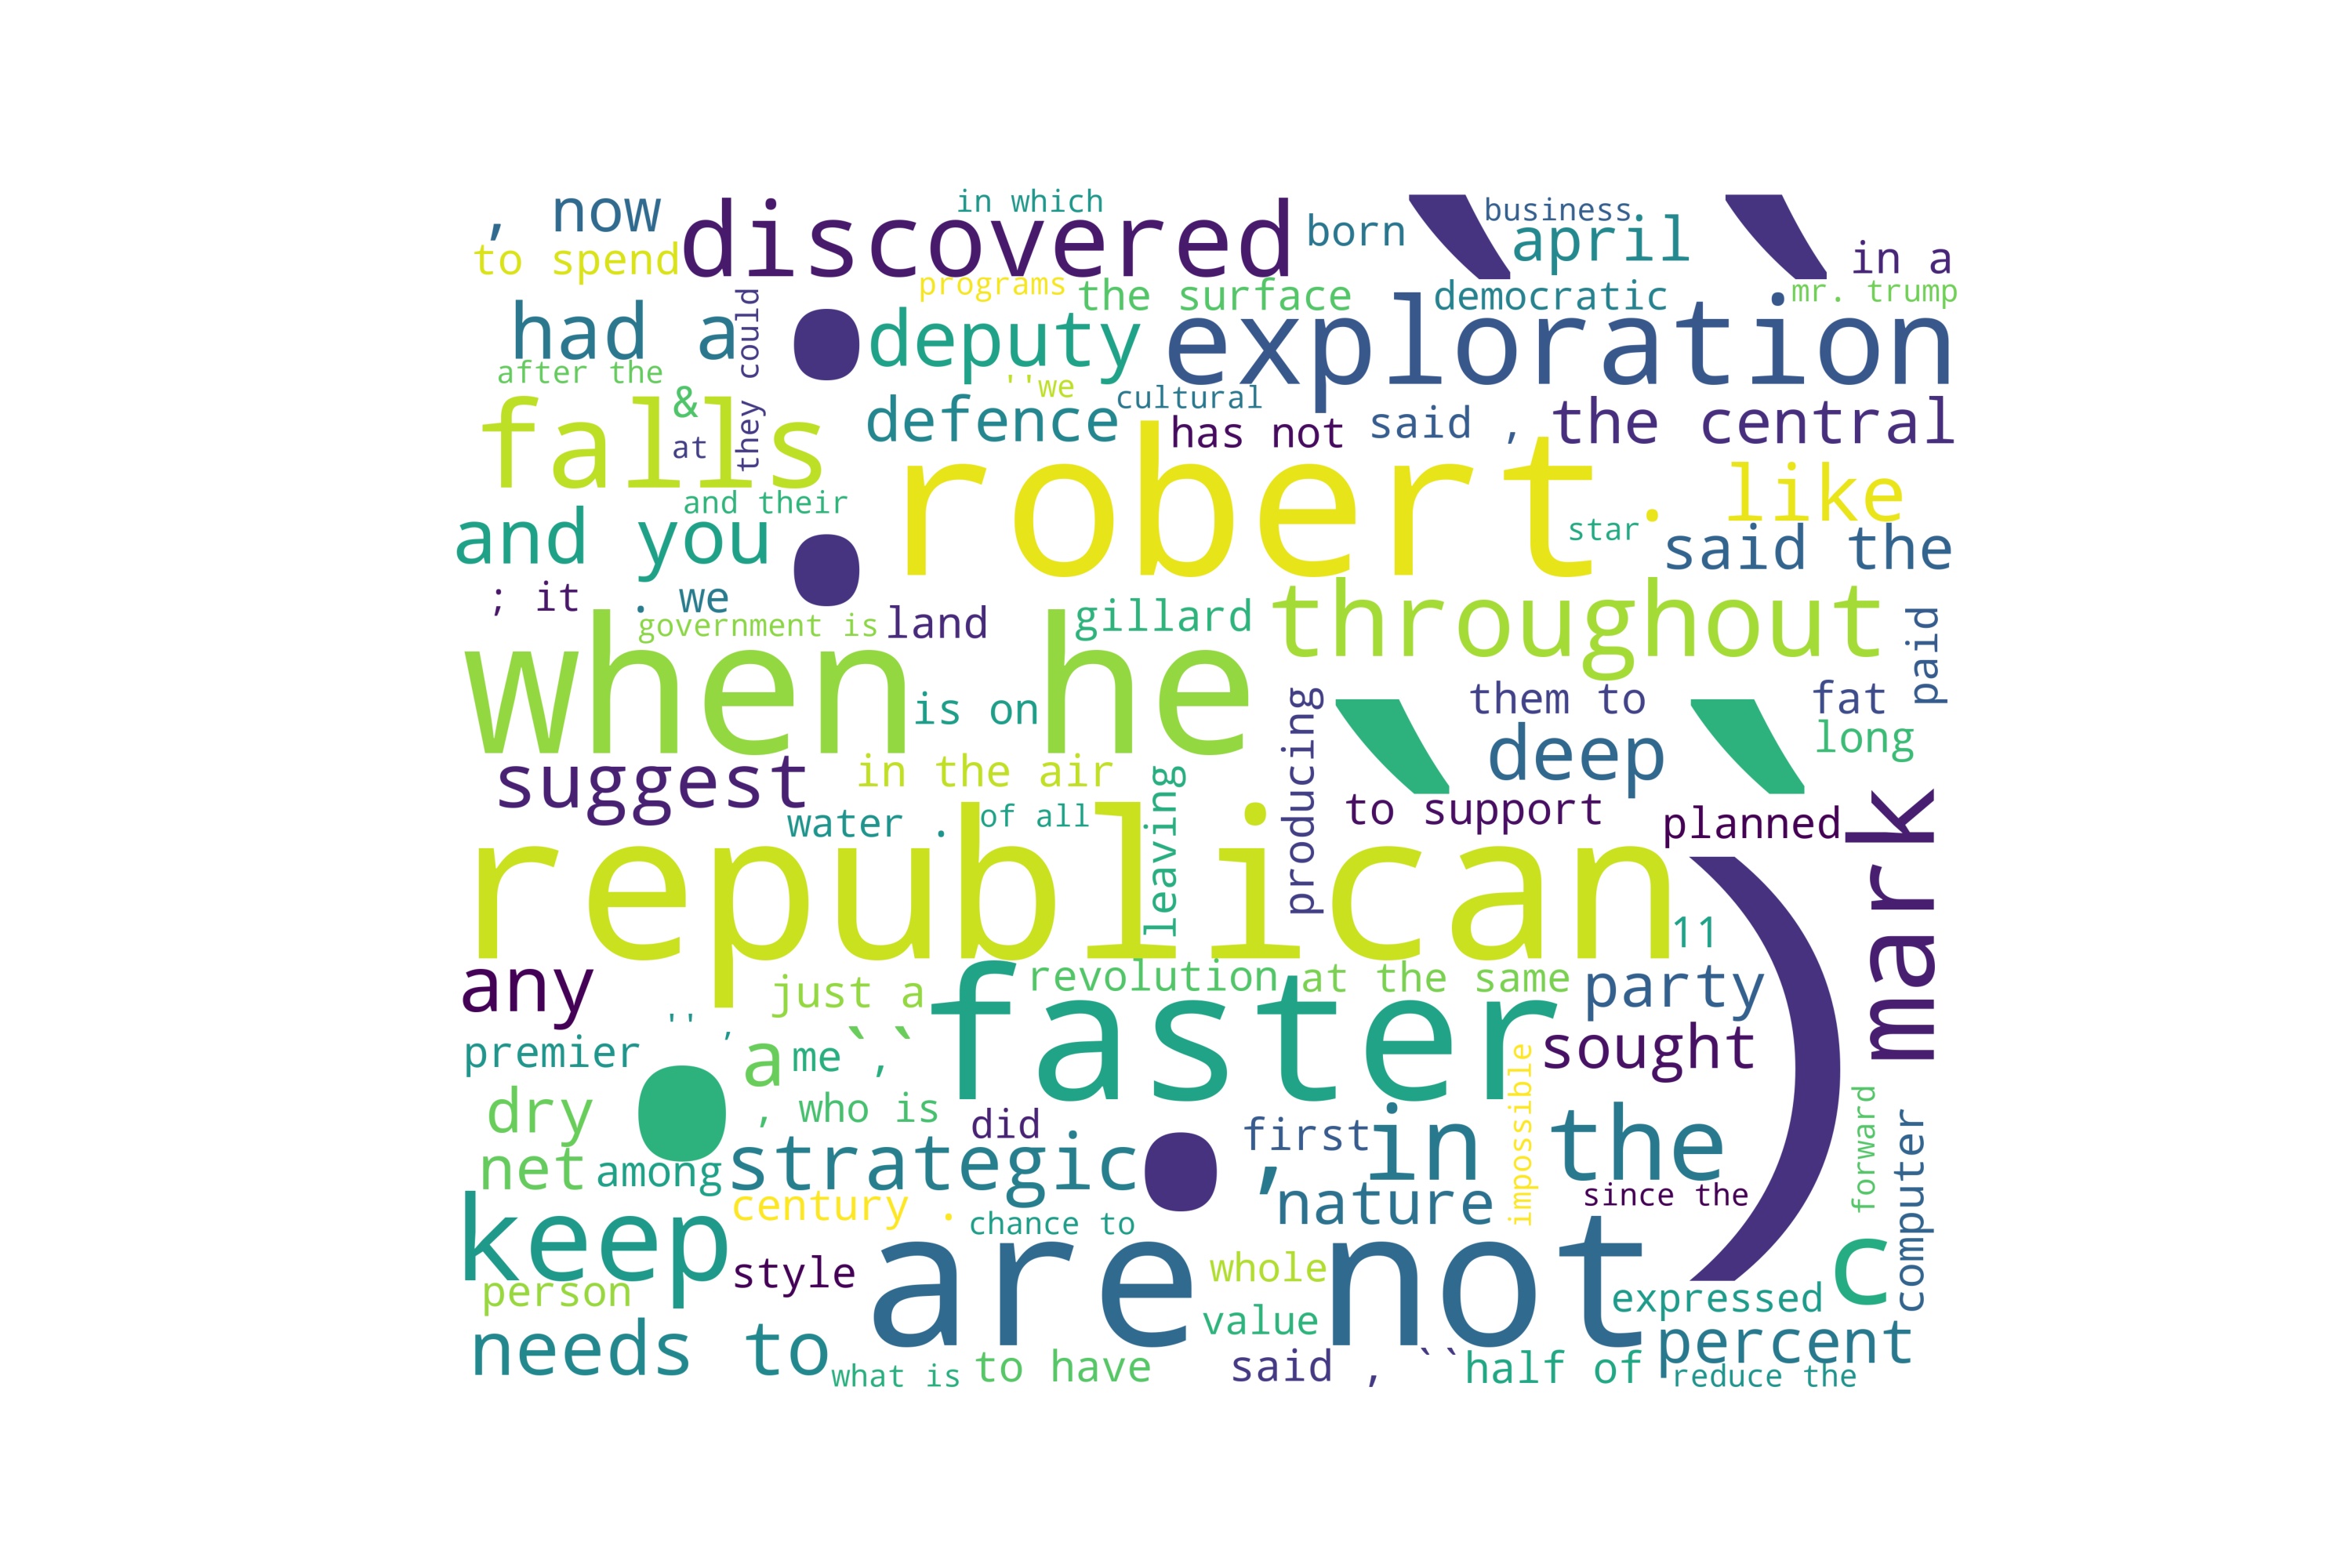 in which
, now
discovered
business
born
april
to spend
in a
programs
the surface
democratic
mr. trump
had a
they could
:
deputy
exploration
after the
''we
cultural
&
falls
defence
has not
said ,
the central
at
robert
. like
and their
star
and you
said the
; it
. we
government is
land
gillard
throughout
paid
when he
is on
them to
fat
deep
long
producing
``
suggest
in the air
leaving
of all
water .
to support
planned
republican
mark
11
)
any
just a
revolution
at the same
party
faster
'' ,
premier
a
me
, ``
sought
impossible
dry
.
, who is
did
first
, in the
forward
computer
net
among
strategic
nature
since the
keep
century .
chance to
are not
style
whole
c
person
expressed
value
needs to
percent
what is
to have
said , ``
half of
reduce the